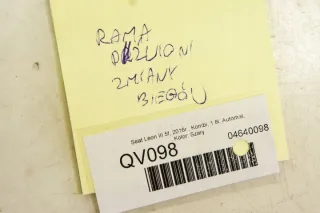 RAMA
DŹWIGNI
ZMIANY
BIEGÓW
Seat Leon III 5f, 2016r. Kombi, 1.6l, Automat,
Kolor: Szary
QV098 04640098